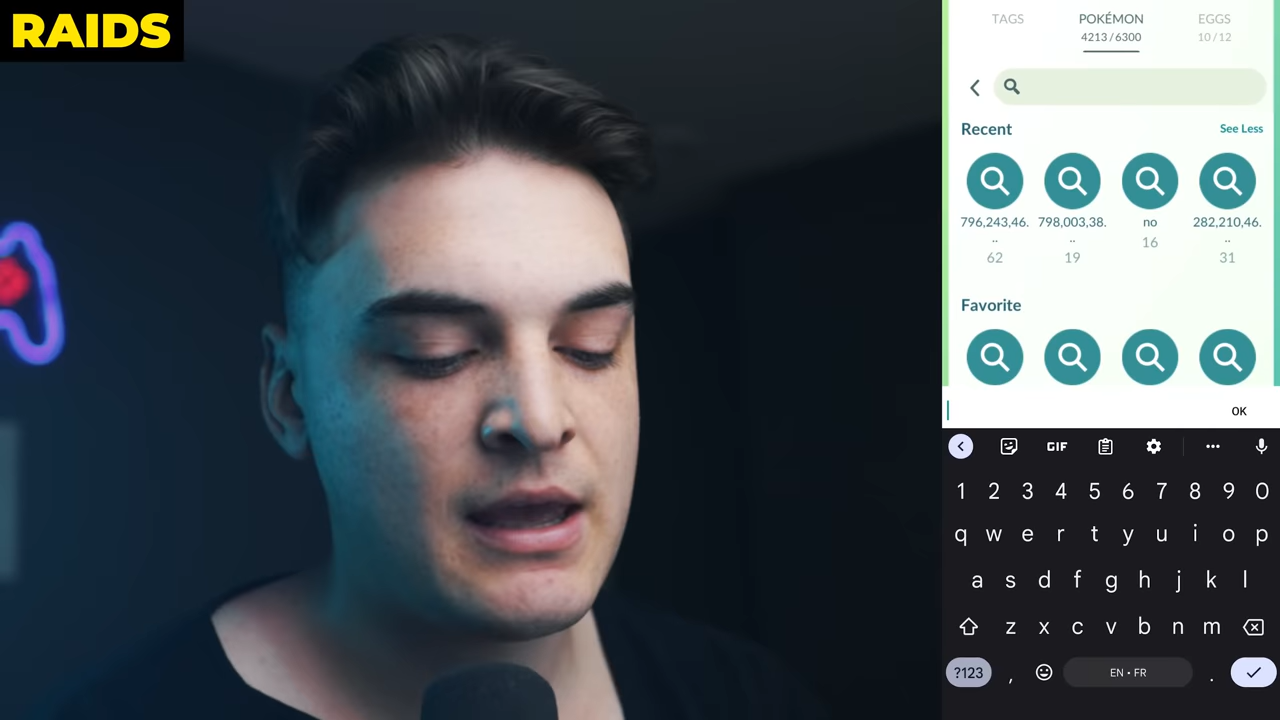 RAIDS
TAGS
POKÉMON
EGGS
4213 / 6300
10 / 12
Recent
See Less
796,243,46.
..
62
798,003,38.
..
19
no
16
282,210,46.
..
31
Favorite
OK
GIF
1 2 3 4 5 6 7 8 9 0
q w e r t y u i o p
a s d f g h j k l
z x c v b n m
?123 , EN • FR .